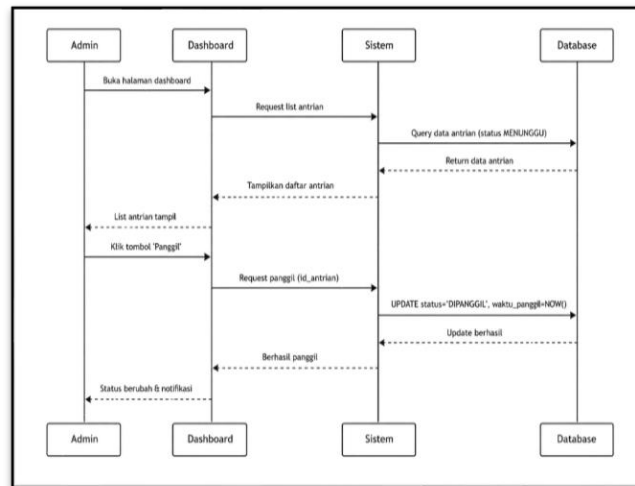 Admin
Dashboard
Sistem
Database
Buka halaman dashboard
Request list antrian
Query data antrian (status MENUNGGU)
Return data antrian
Tampilkan daftar antrian
List antrian tampil
Klik tombol 'Panggil'
Request panggil (id_antrian)
UPDATE status='DIPANGGIL', waktu_panggil=NOW()
Update berhasil
Berhasil panggil
Status berubah & notifikasi
Admin
Dashboard
Sistem
Database